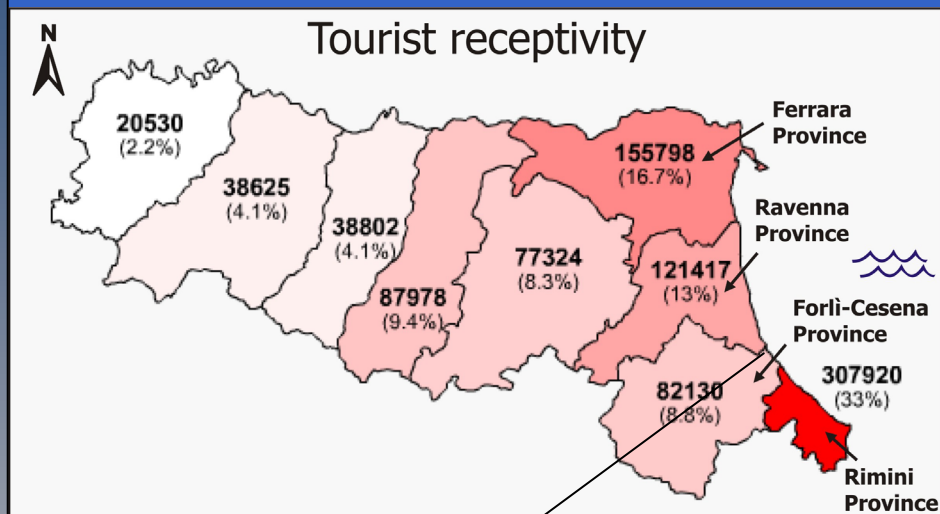 N
Tourist receptivity
20530
(2.2%)
38625
(4.1%)
38802
(4.1%)
87978
(9.4%)
77324
(8.3%)
155798
(16.7%)
Ferrara
Province
Ravenna
Province
121417
(13%)
Forlì-Cesena
Province
82130
(8.8%)
307920
(33%)
Rimini
Province